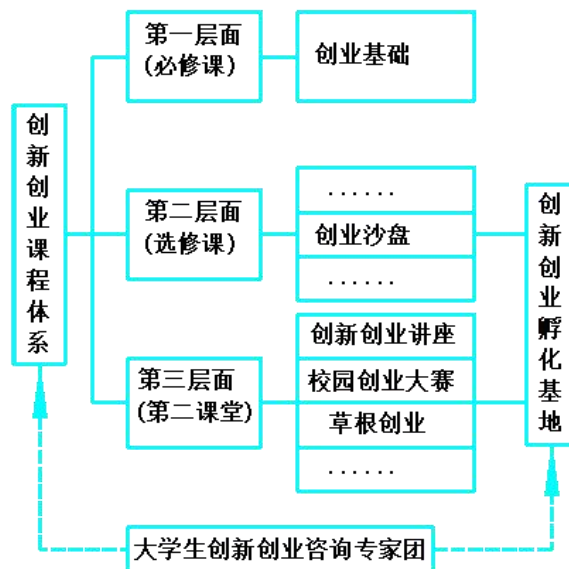 创新创业课程体系
第一层面
(必修课)
创业基础
第二层面
(选修课)
······
创业沙盘
······
第三层面
(第二课堂)
创新创业讲座
校园创业大赛
草根创业
······
创新创业孵化基地
大学生创新创业咨询专家团